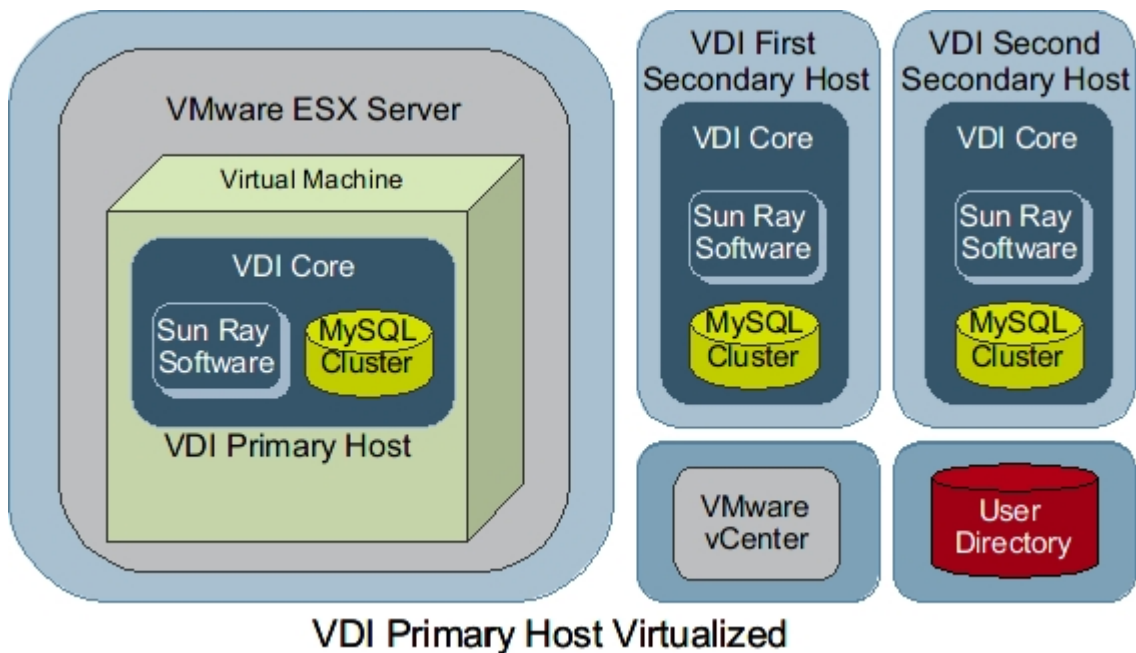 VMware ESX Server
Virtual Machine
VDI Core
Sun Ray
Software
MySQL
Cluster
VDI Primary Host
VDI First
Secondary Host
VDI Core
Sun Ray
Software
MySQL
Cluster
VDI Second
Secondary Host
VDI Core
Sun Ray
Software
MySQL
Cluster
VMware
vCenter
User
Directory
VDI Primary Host Virtualized